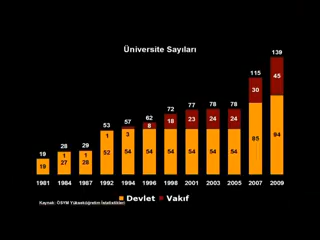 Üniversite Sayıları
19 28 29 53 57 62 72 77 78 78 115 139
1 1 1 3 8 18 23 24 24 30 45
19 27 28 52 54 54 54 54 54 54 85 94
1981 1984 1987 1992 1994 1996 1998 2001 2003 2005 2007 2009
Devlet Vakıf
Kaynak: ÖSYM Yükseköğretim İstatistikleri